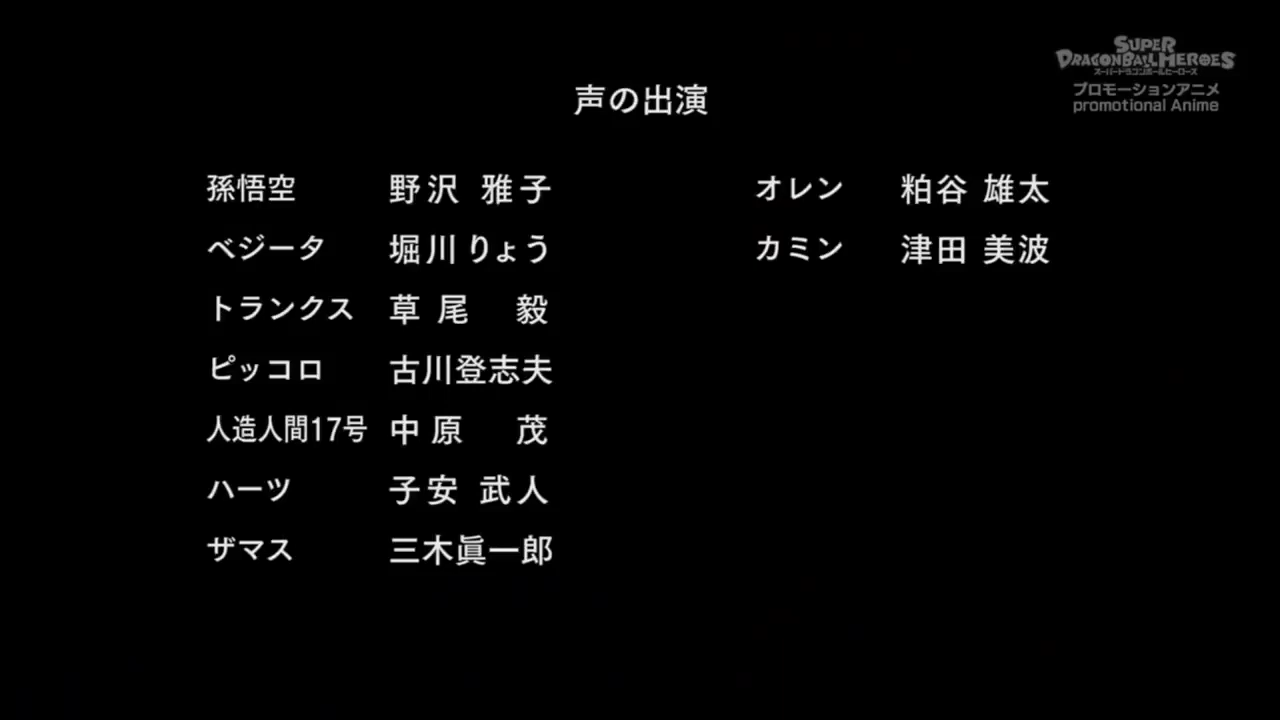 SUPER
DRAGONBALL HEROES
スーパードラゴンボールヒーローズ
プロモーションアニメ
promotional Anime
声の出演
孫悟空 野沢 雅子
ベジータ 堀川りょう
トランクス 草尾 毅
ピッコロ 古川登志夫
人造人間17号 中原 茂
ハーツ 子安 武人
ザマス 三木眞一郎
オレン 粕谷 雄太
カミン 津田 美波